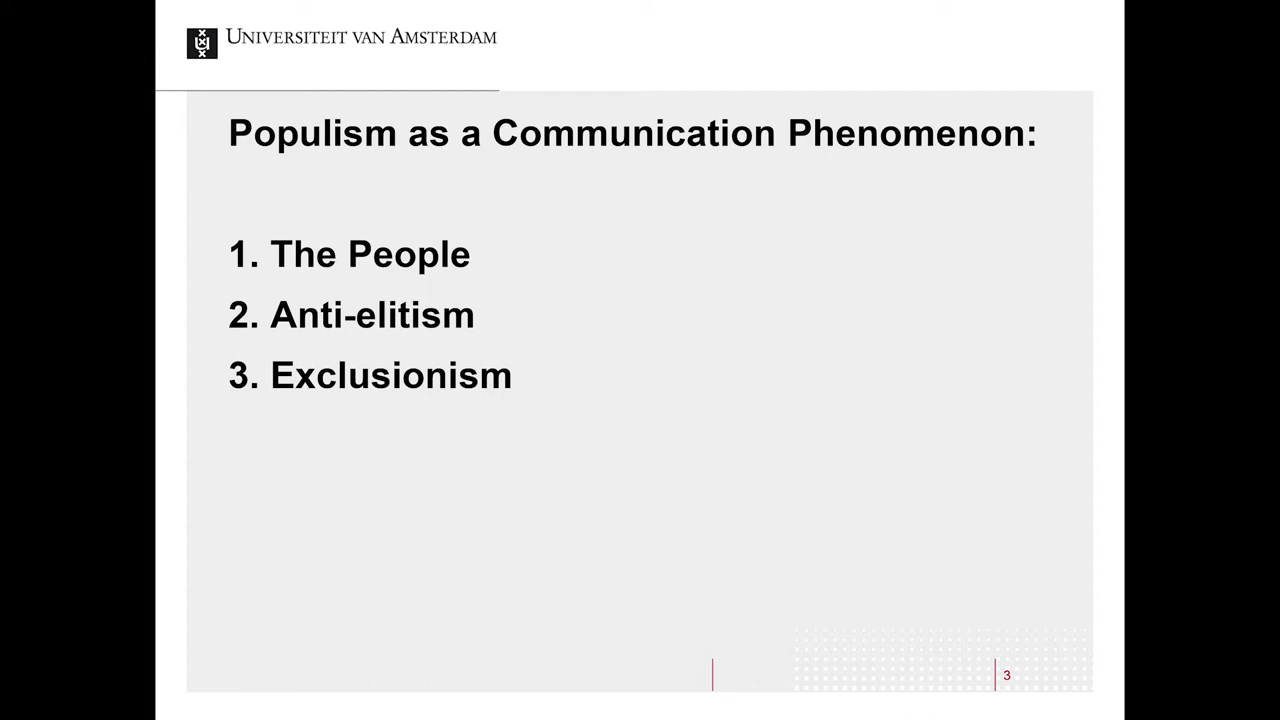 UNIVERSITEIT VAN AMSTERDAM
Populism as a Communication Phenomenon:
1. The People
2. Anti-elitism
3. Exclusionism
3